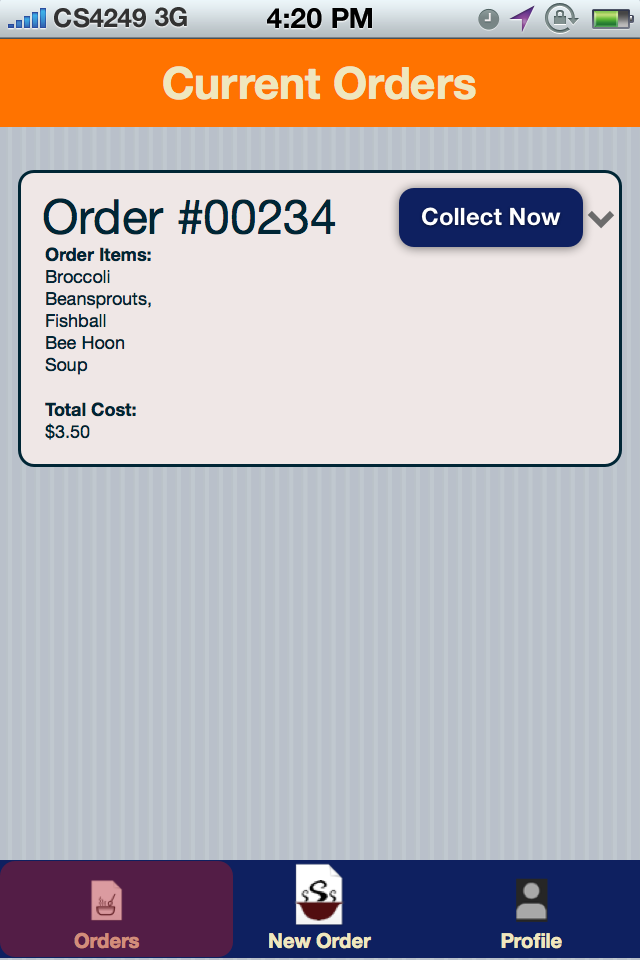 CS4249 3G 4:20 PM
Current Orders
Order #00234
Collect Now
Order Items:
Broccoli
Beansprouts,
Fishball
Bee Hoon
Soup
Total Cost:
$3.50
Orders
New Order
Profile